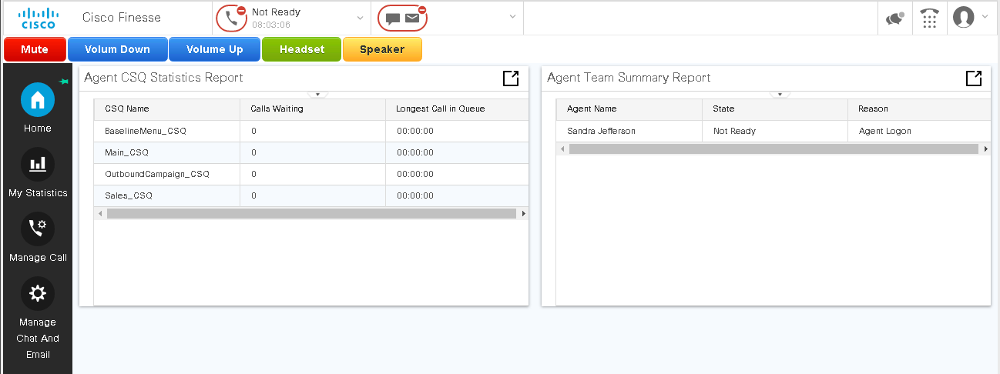 CISCO
Cisco Finesse
Not Ready
08:03:06
Mute
Volum Down
Volume Up
Headset
Speaker
Home
My Statistics
Manage Call
Manage
Chat And
Email
Agent CSQ Statistics Report
CSQ Name Calls Waiting Longest Call in Queue
BaselineMenu_CSQ 0 00:00:00
Main_CSQ 0 00:00:00
OutboundCampaign_CSQ 0 00:00:00
Sales_CSQ 0 00:00:00
Agent Team Summary Report
Agent Name State Reason
Sandra Jefferson Not Ready Agent Logon